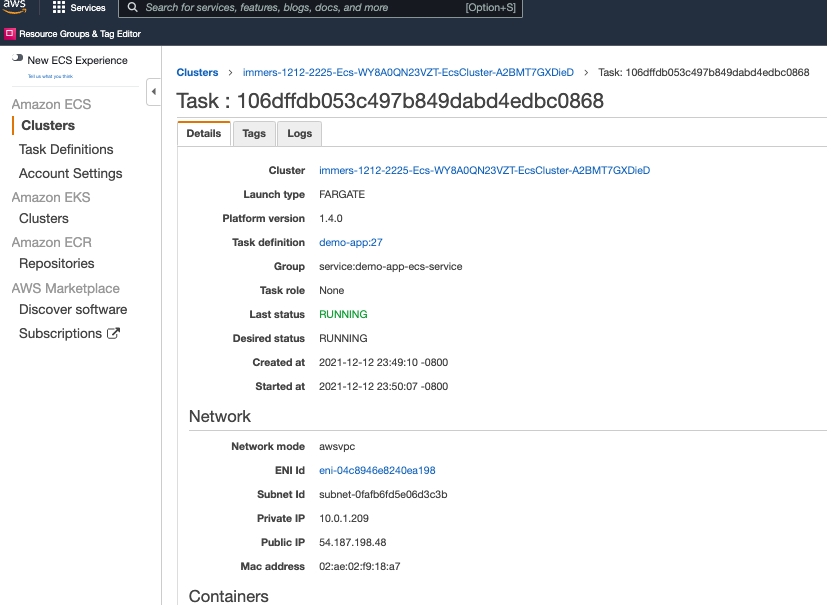 aws
Services
Search for services, features, blogs, docs, and more
[Option+S]
Resource Groups & Tag Editor
New ECS Experience
Tell us what you think
Amazon ECS
Clusters
Task Definitions
Account Settings
Amazon EKS
Clusters
Amazon ECR
Repositories
AWS Marketplace
Discover software
Subscriptions
Clusters > immers-1212-2225-Ecs-WY8A0QN23VZT-EcsCluster-A2BMT7GXDieD > Task: 106dffdb053c497b849dabd4edbc0868
Task : 106dffdb053c497b849dabd4edbc0868
Details Tags Logs
Cluster immers-1212-2225-Ecs-WY8A0QN23VZT-EcsCluster-A2BMT7GXDieD
Launch type FARGATE
Platform version 1.4.0
Task definition demo-app:27
Group service:demo-app-ecs-service
Task role None
Last status RUNNING
Desired status RUNNING
Created at 2021-12-12 23:49:10 -0800
Started at 2021-12-12 23:50:07 -0800
Network
Network mode awsvpc
ENI Id eni-04c8946e8240ea198
Subnet Id subnet-0fafb6fd5e06d3c3b
Private IP 10.0.1.209
Public IP 54.187.198.48
Mac address 02:ae:02:f9:18:a7
Containers